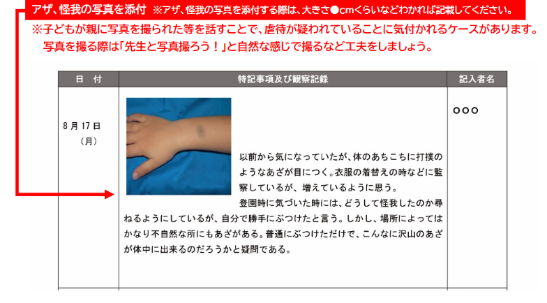 アザ、怪我の写真を添付 ※アザ、怪我の写真を添付する際は、大きさ●cmくらいなどわかれば記載してください。
※子どもが親に写真を撮られた等を話すことで、虐待が疑われていることに気付かれるケースがあります。
写真を撮る際は「先生と写真撮ろう！」と自然な感じで撮るなど工夫をしましょう。
日 付 特記事項及び観察記録 記入者名
8月17日
（月）
○○○
以前から気になっていたが、体のあちこちに打撲の
ようなあざが目につく。衣服の着替えの時などに監
察しているが、増えているように思う。
登園時に気づいた時には、どうして怪我したのか尋
ねるようにしているが、自分で勝手にぶつけたと言う。しかし、場所によっては
かなり不自然な所にもあざがある。普通にぶつけただけで、こんなに沢山のあざ
が体中に出来るのだろうかと疑問である。